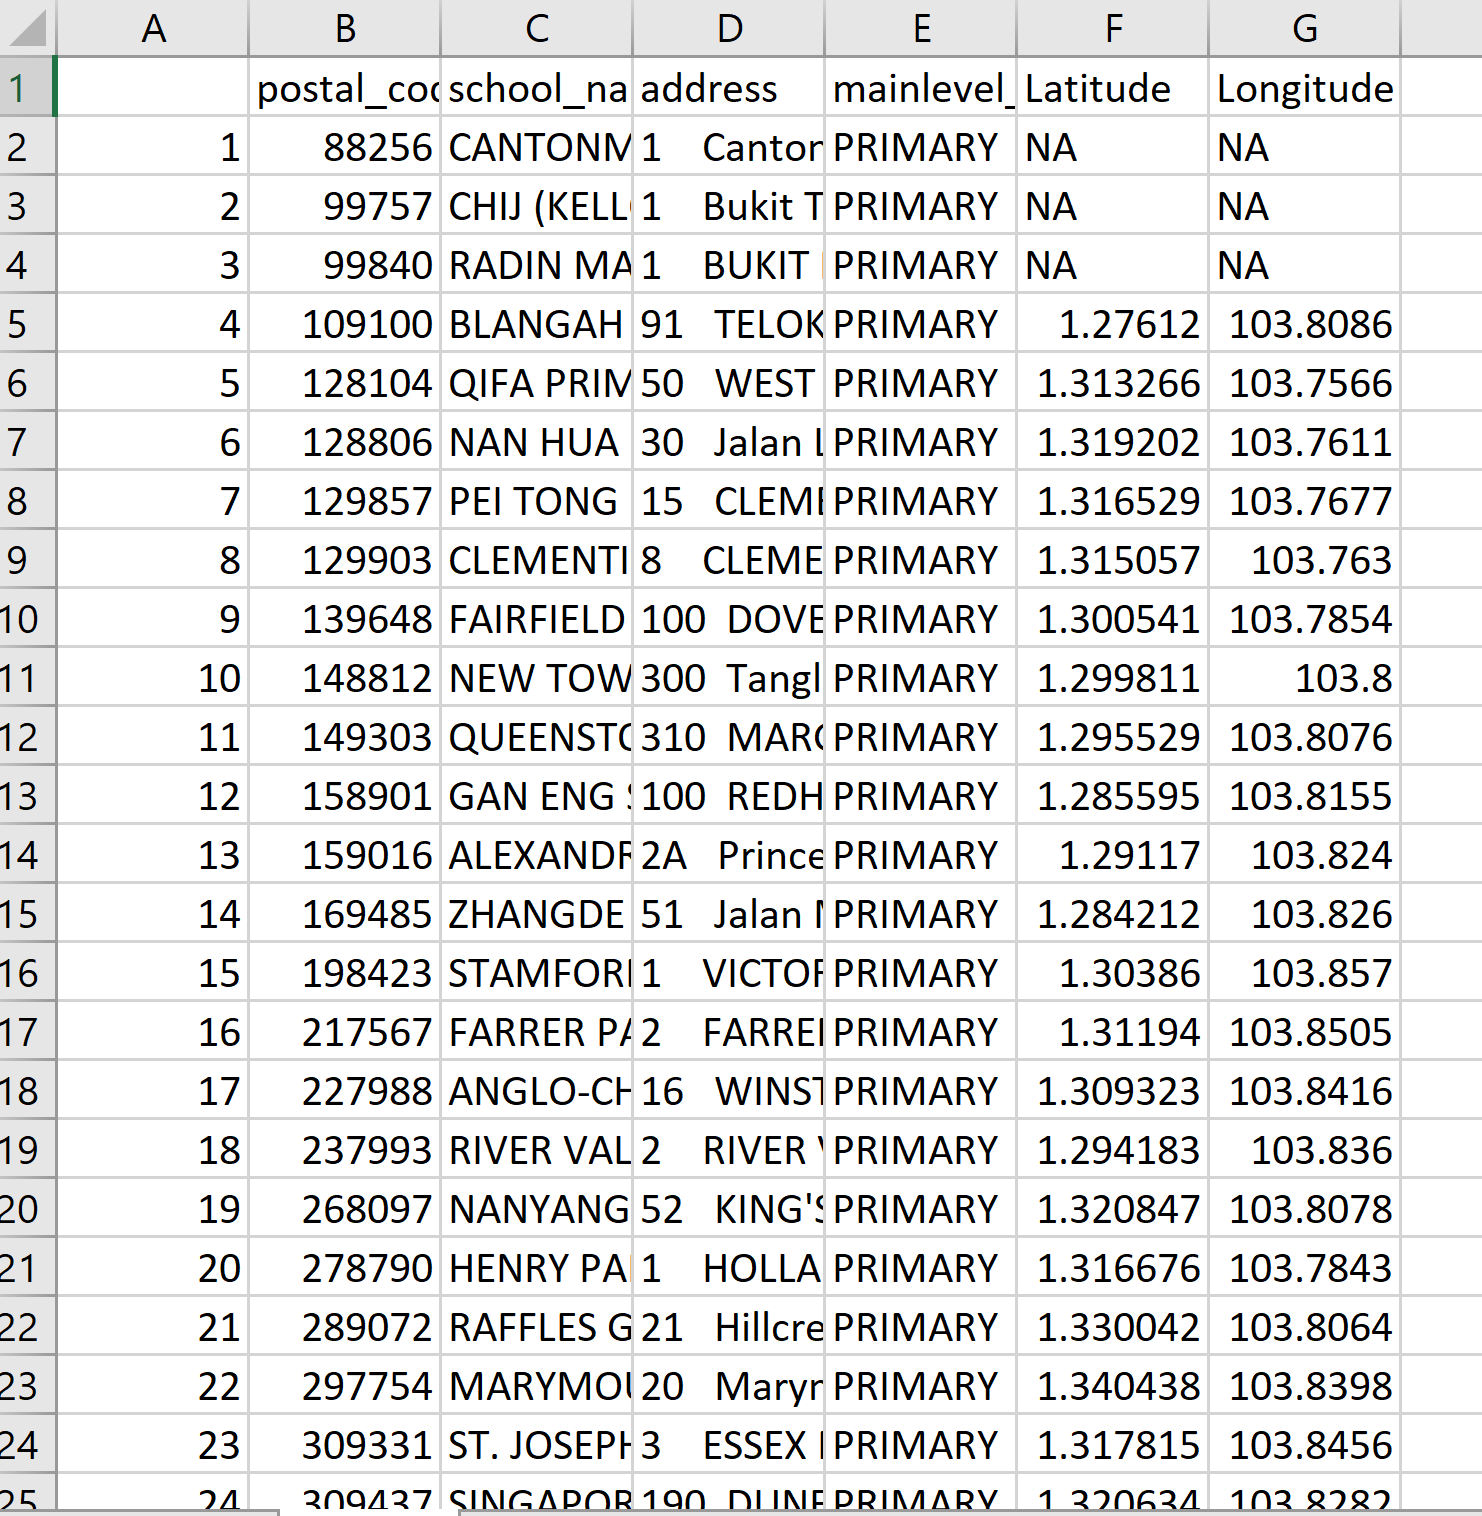 A B C D E F G
1 postal_coc school_na address mainlevel_ Latitude Longitude
2 1 88256 CANTONM 1 Canton PRIMARY NA NA
3 2 99757 CHIJ (KELL 1 Bukit T PRIMARY NA NA
4 3 99840 RADIN MA 1 BUKIT PRIMARY NA NA
5 4 109100 BLANGAH 91 TELOK PRIMARY 1.27612 103.8086
6 5 128104 QIFA PRIM 50 WEST PRIMARY 1.313266 103.7566
7 6 128806 NAN HUA 30 Jalan L PRIMARY 1.319202 103.7611
8 7 129857 PEI TONG 15 CLEME PRIMARY 1.316529 103.7677
9 8 129903 CLEMENTI 8 CLEME PRIMARY 1.315057 103.763
10 9 139648 FAIRFIELD 100 DOVE PRIMARY 1.300541 103.7854
11 10 148812 NEW TOW 300 Tangl PRIMARY 1.299811 103.8
12 11 149303 QUEENSTO 310 MARG PRIMARY 1.295529 103.8076
13 12 158901 GAN ENG S 100 REDH PRIMARY 1.285595 103.8155
14 13 159016 ALEXANDR 2A Prince PRIMARY 1.29117 103.824
15 14 169485 ZHANGDE 51 Jalan M PRIMARY 1.284212 103.826
16 15 198423 STAMFORD 1 VICTOR PRIMARY 1.30386 103.857
17 16 217567 FARRER PA 2 FARRER PRIMARY 1.31194 103.8505
18 17 227988 ANGLO-CH 16 WINST PRIMARY 1.309323 103.8416
19 18 237993 RIVER VAL 2 RIVER V PRIMARY 1.294183 103.836
20 19 268097 NANYANG 52 KING'S PRIMARY 1.320847 103.8078
21 20 278790 HENRY PA 1 HOLLA PRIMARY 1.316676 103.7843
22 21 289072 RAFFLES G 21 Hillcre PRIMARY 1.330042 103.8064
23 22 297754 MARYMOU 20 Marym PRIMARY 1.340438 103.8398
24 23 309331 ST. JOSEPH 3 ESSEX PRIMARY 1.317815 103.8456
25 24 309437 SINGAPOR 190 DUNE PRIMARY 1.320634 103.8282